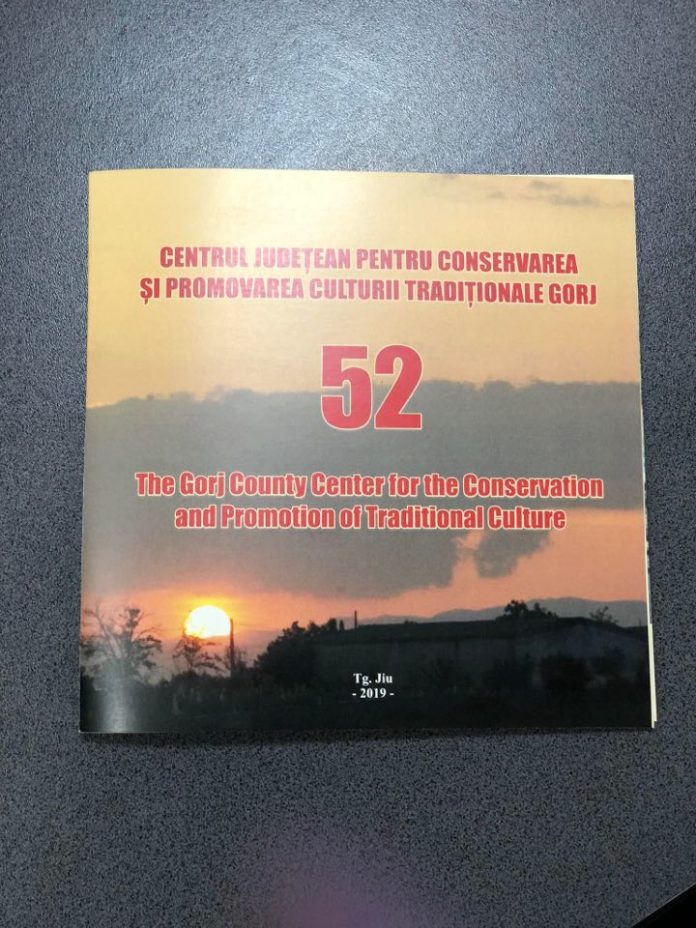 CENTRUL JUDEȚEAN PENTRU CONSERVAREA
ȘI PROMOVAREA CULTURII TRADIȚIONALE GORJ
52
The Gorj County Center for the Conservation
and Promotion of Traditional Culture
Tg. Jiu
- 2019 -